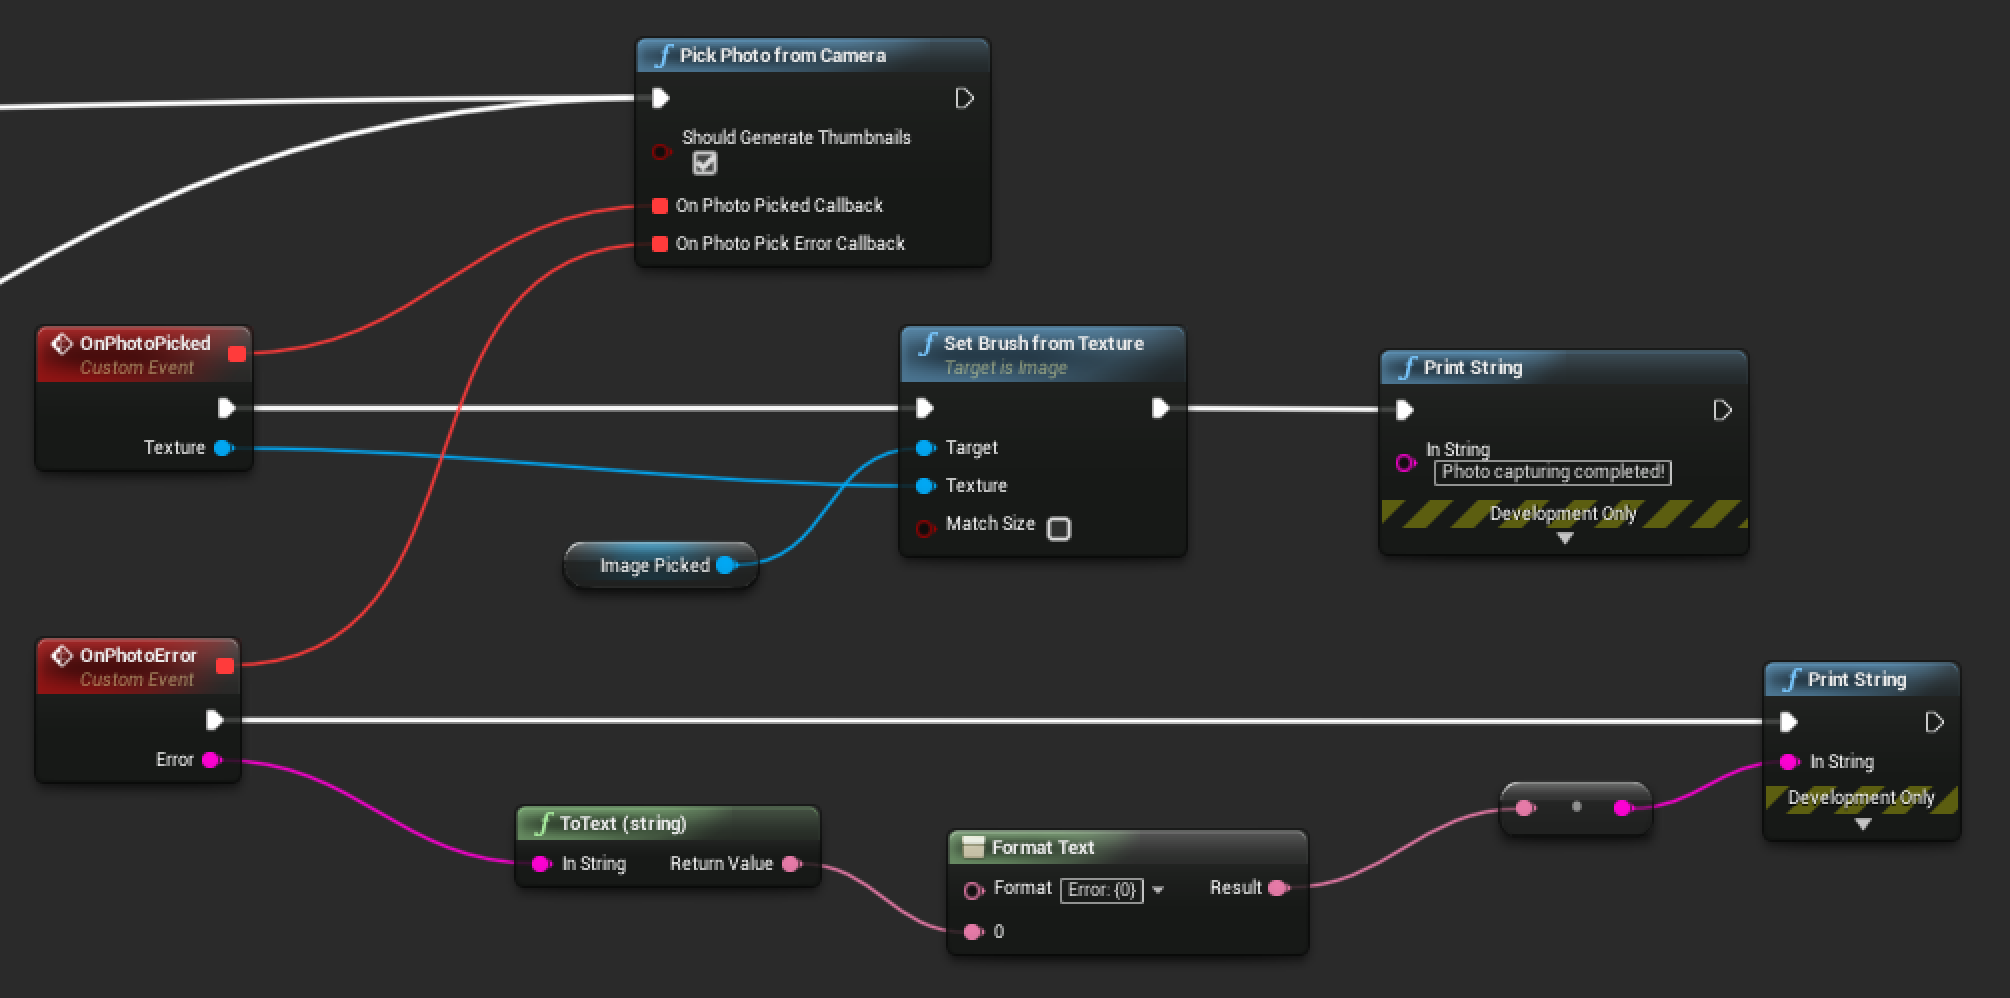 f Pick Photo from Camera
Should Generate Thumbnails
On Photo Picked Callback
On Photo Pick Error Callback
OnPhotoPicked
Custom Event
Texture
f Set Brush from Texture
Target is Image
Target
Texture
Match Size
Image Picked
f Print String
In String
Photo capturing completed!
Development Only
OnPhotoError
Custom Event
Error
f ToText (string)
In String Return Value
Format Text
Format Error: {0} Result
0
f Print String
In String
Development Only